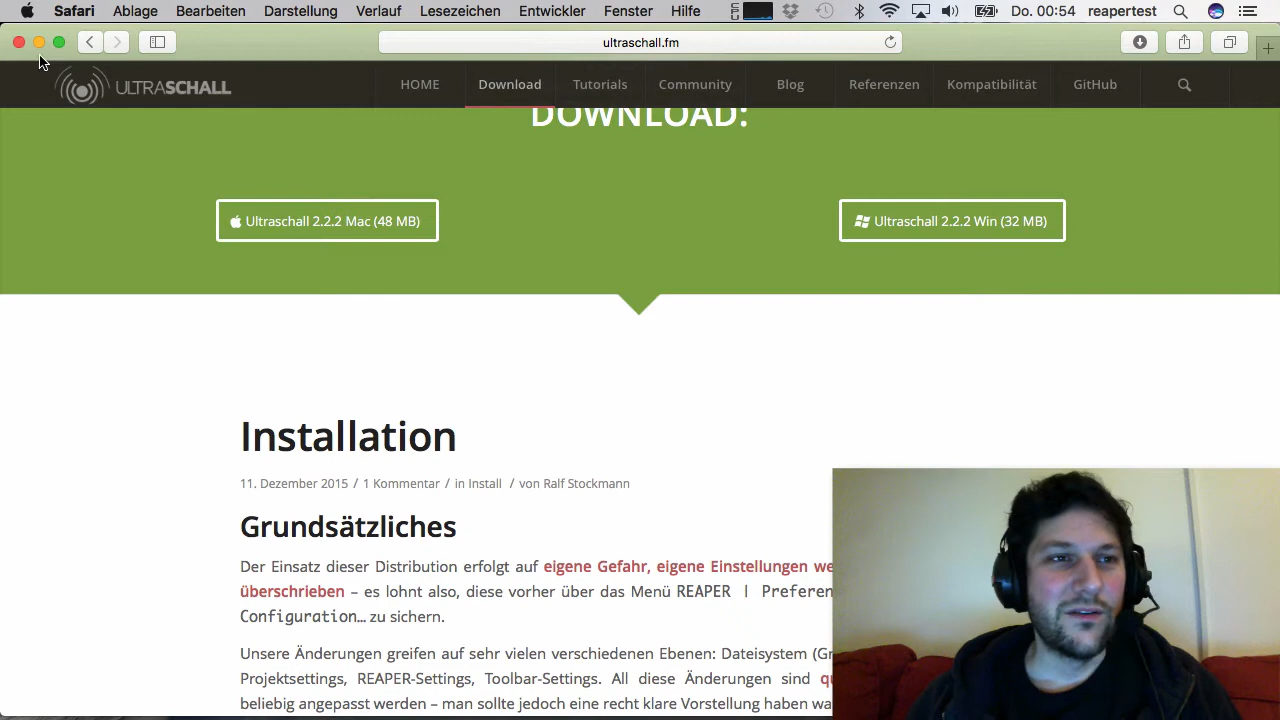 Safari Ablage Bearbeiten Darstellung Verlauf Lesezeichen Entwickler Fenster Hilfe Do. 00:54 reapertest
ultraschall.fm
ULTRASCHALL HOME Download Tutorials Community Blog Referenzen Kompatibilität GitHub
DOWNLOAD:
Ultraschall 2.2.2 Mac (48 MB) Ultraschall 2.2.2 Win (32 MB)
Installation
11. Dezember 2015 / 1 Kommentar / in Install / von Ralf Stockmann
Grundsätzliches
Der Einsatz dieser Distribution erfolgt auf eigene Gefahr, eigene Einstellungen we
überschrieben – es lohnt also, diese vorher über das Menü REAPER | Preferen
Configuration… zu sichern.
Unsere Änderungen greifen auf sehr vielen verschiedenen Ebenen: Dateisystem (Gr
Projektsettings, REAPER-Settings, Toolbar-Settings. All diese Änderungen sind qu
beliebig angepasst werden – man sollte jedoch eine recht klare Vorstellung haben wa